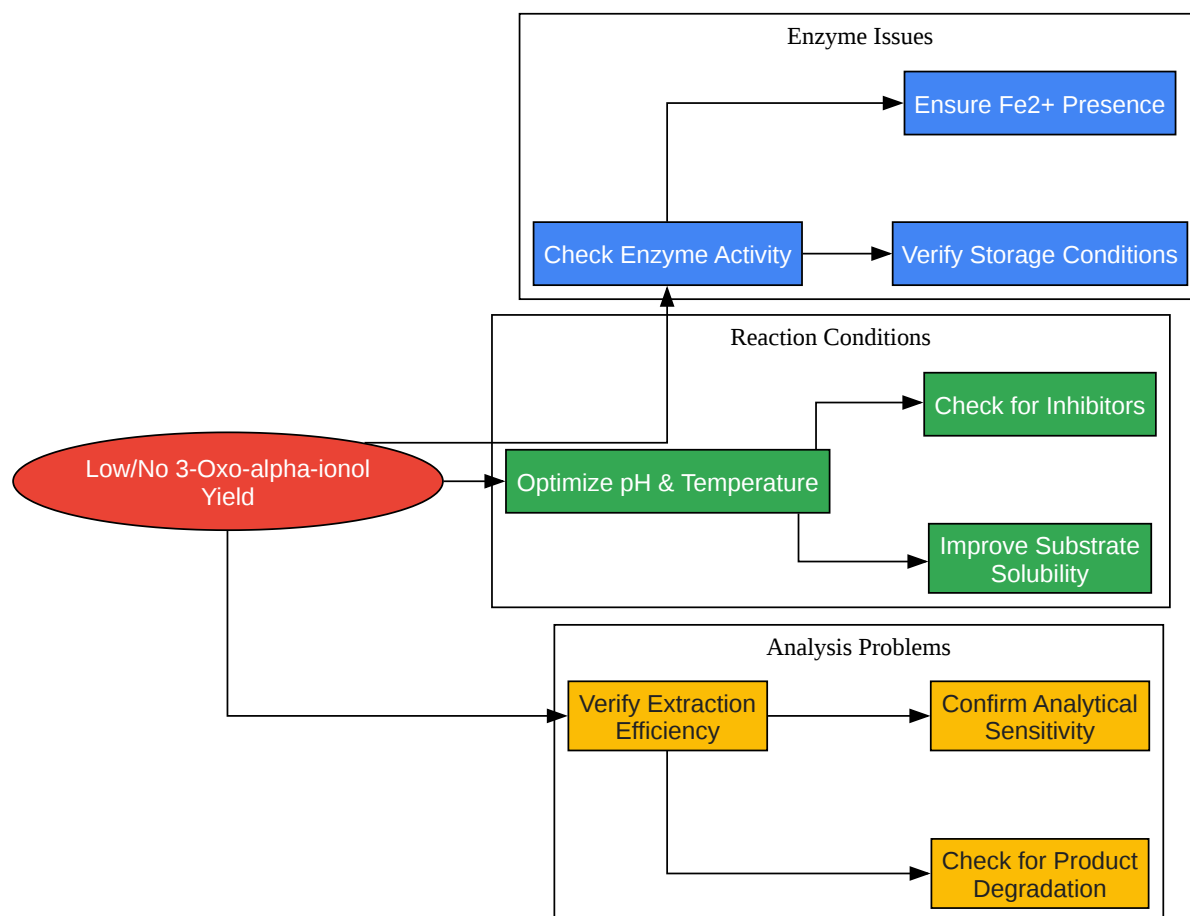 Enzyme Issues
Ensure Fe2+ Presence
Check Enzyme Activity
Verify Storage Conditions
Reaction Conditions
Check for Inhibitors
Low/No 3-Oxo-alpha-ionol
Yield
Optimize pH & Temperature
Improve Substrate
Solubility
Analysis Problems
Verify Extraction
Efficiency
Confirm Analytical
Sensitivity
Check for Product
Degradation